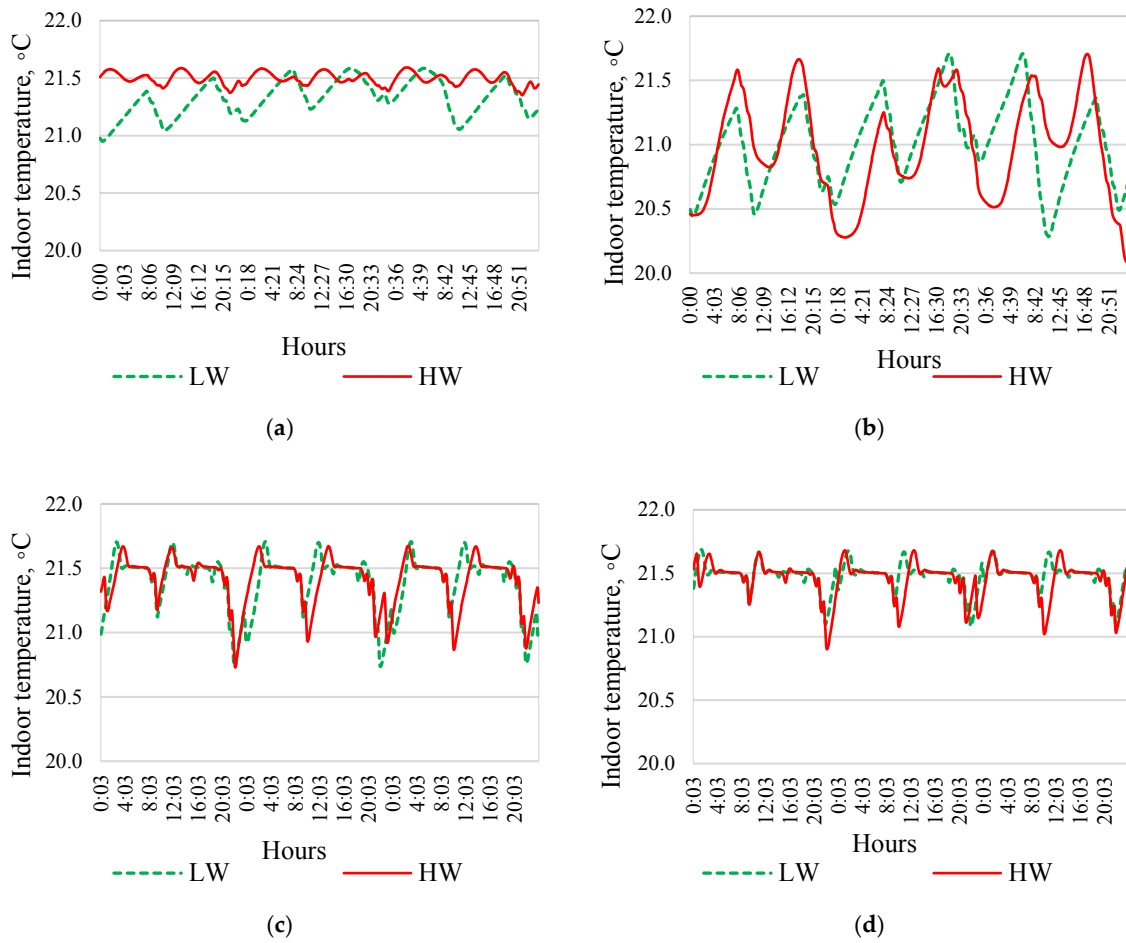 22.0
21.5
21.0
20.5
20.0
Indoor temperature, ∘C
0:00 4:03 8:06 12:09 16:12 20:15 0:18 4:21 8:24 12:27 16:30 20:33 0:36 4:39 8:42 12:45 16:48 20:51
Hours
LW HW
(a)
22.0
21.5
21.0
20.5
20.0
Indoor temperature, ∘C
0:00 4:03 8:06 12:09 16:12 20:15 0:18 4:21 8:24 12:27 16:30 20:33 0:36 4:39 8:42 12:45 16:48 20:51
Hours
LW HW
(b)
22.0
21.5
21.0
20.5
20.0
Indoor temperature, ∘C
0:03 4:03 8:03 12:03 16:03 20:03 0:03 4:03 8:03 12:03 16:03 20:03 0:03 4:03 8:03 12:03 16:03 20:03
Hours
LW HW
(c)
22.0
21.5
21.0
20.5
20.0
Indoor temperature, ∘C
0:03 4:03 8:03 12:03 16:03 20:03 0:03 4:03 8:03 12:03 16:03 20:03 0:03 4:03 8:03 12:03 16:03 20:03
Hours
LW HW
(d)